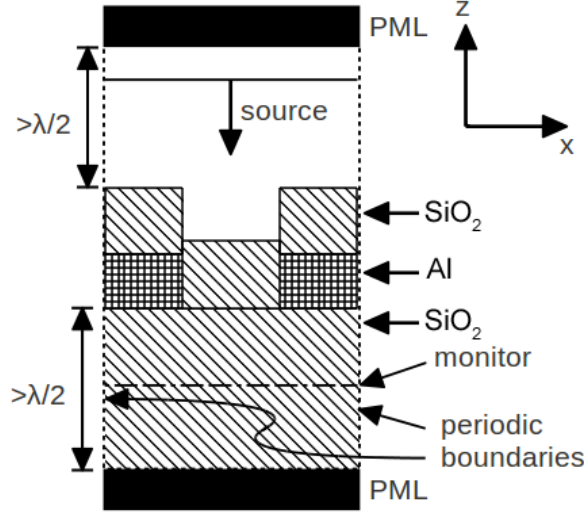 PML
z
source
x
>λ/2
SiO₂
Al
SiO₂
monitor
>λ/2
periodic
boundaries
PML